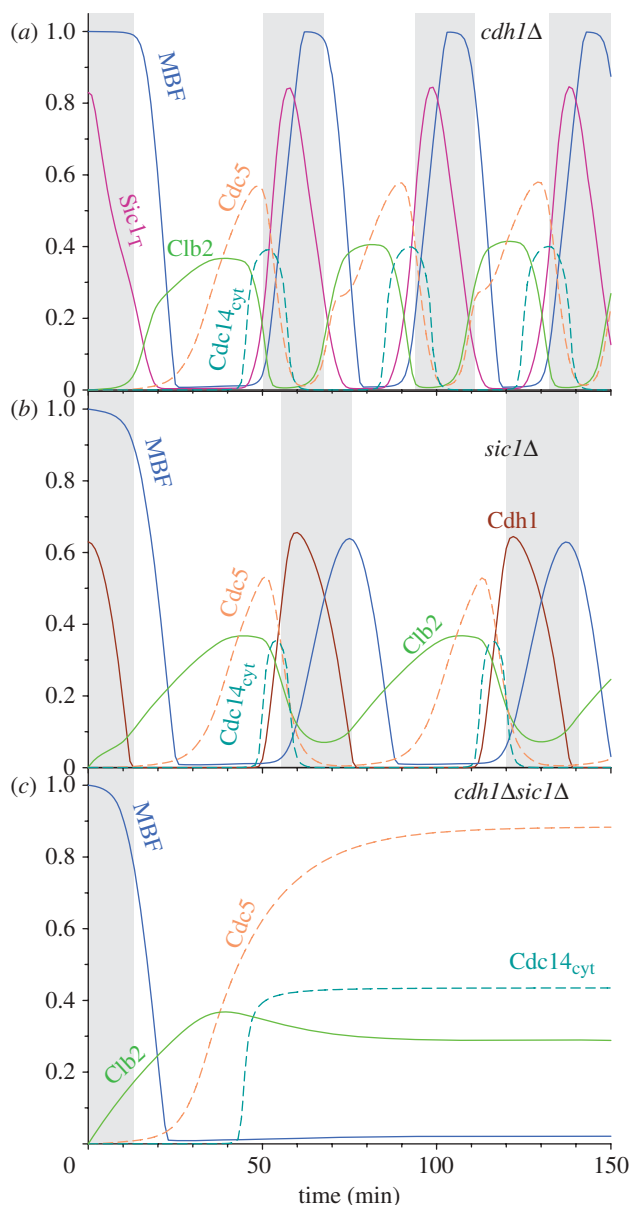 (a)
cdh1Δ
1.0
MBF
0.8
Cdc5
0.6
Sic1T
Clb2
0.4
Cdc14cyt
0.2
0
(b)
sic1Δ
1.0
MBF
0.8
Cdh1
0.6
Cdc5
Clb2
0.4
Cdc14cyt
0.2
0
(c)
cdh1Δsic1Δ
1.0
MBF
0.8
Cdc5
0.6
Cdc14cyt
0.4
Clb2
0.2
0 50 100 150
time (min)